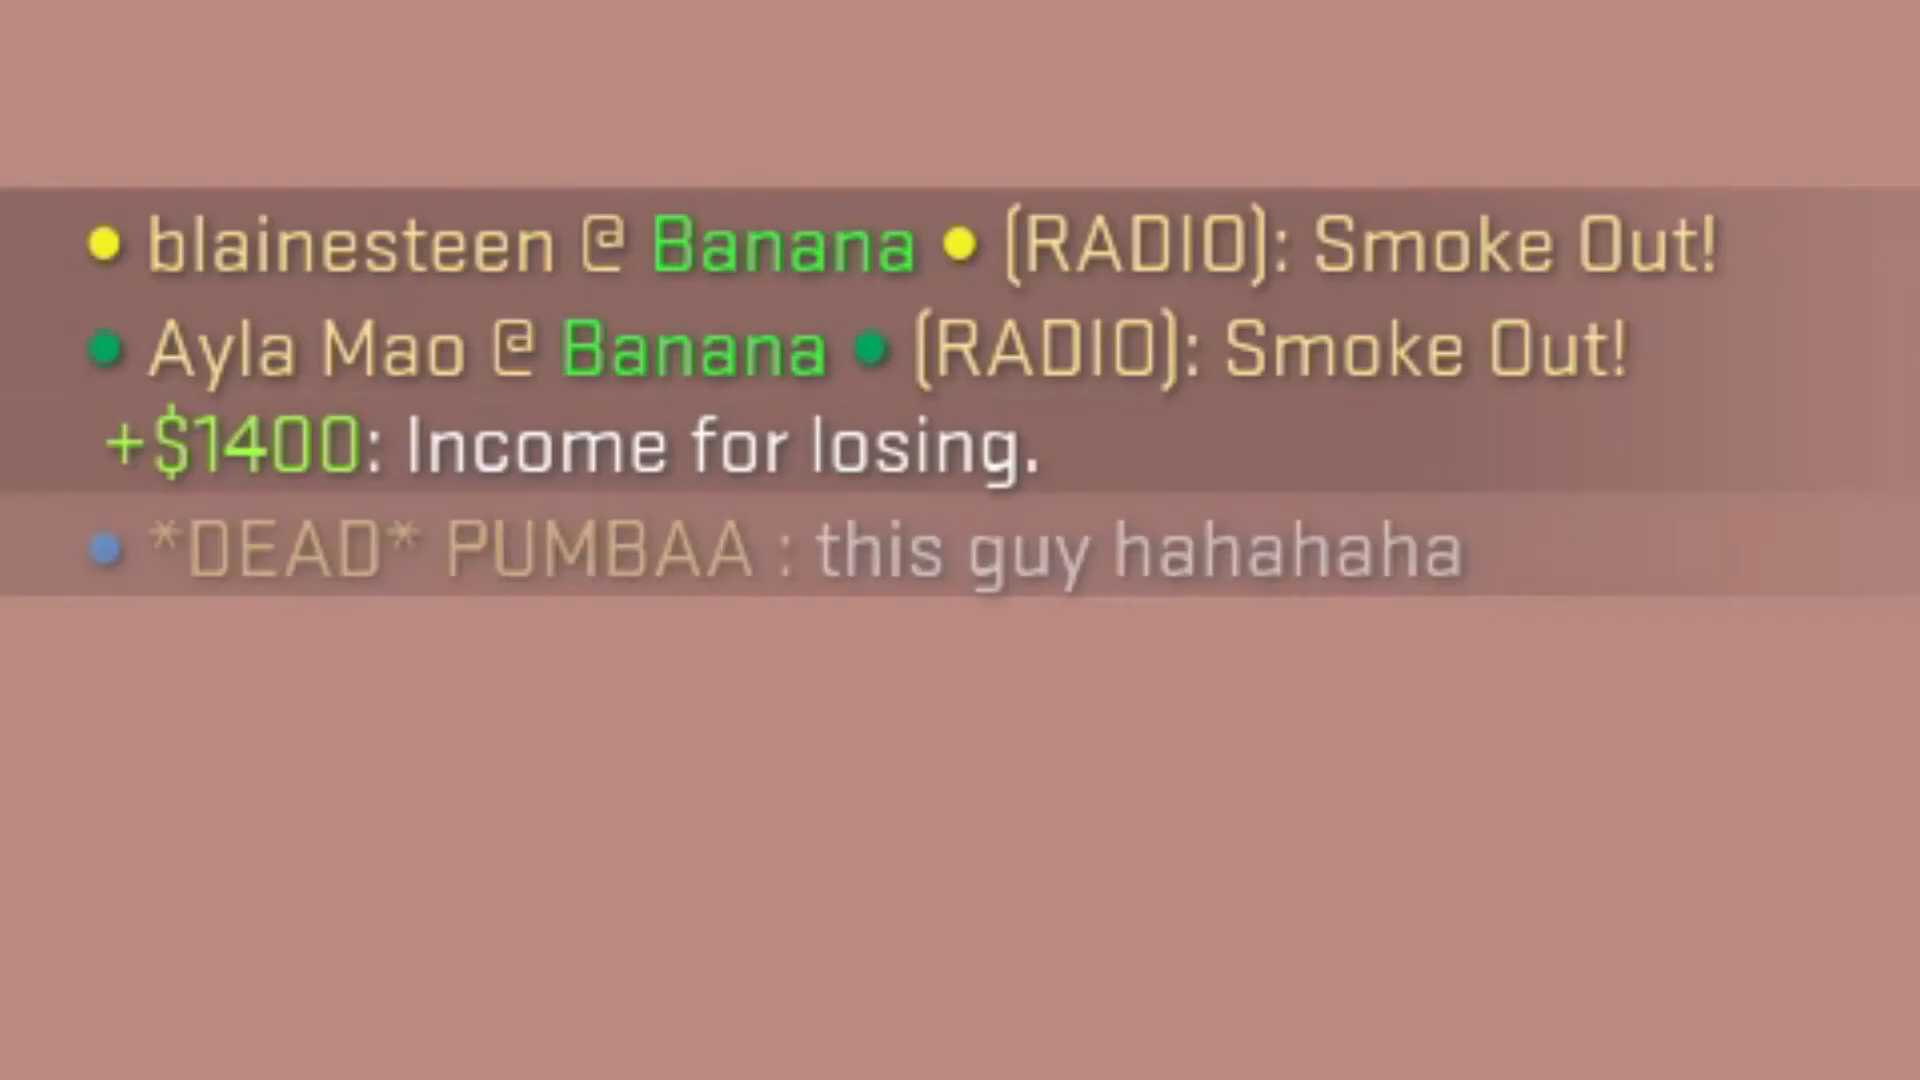 blainesteen @ Banana ● (RADIO): Smoke Out!
Ayla Mao @ Banana ● (RADIO): Smoke Out!
+$1400: Income for losing.
*DEAD* PUMBAA : this guy hahahaha